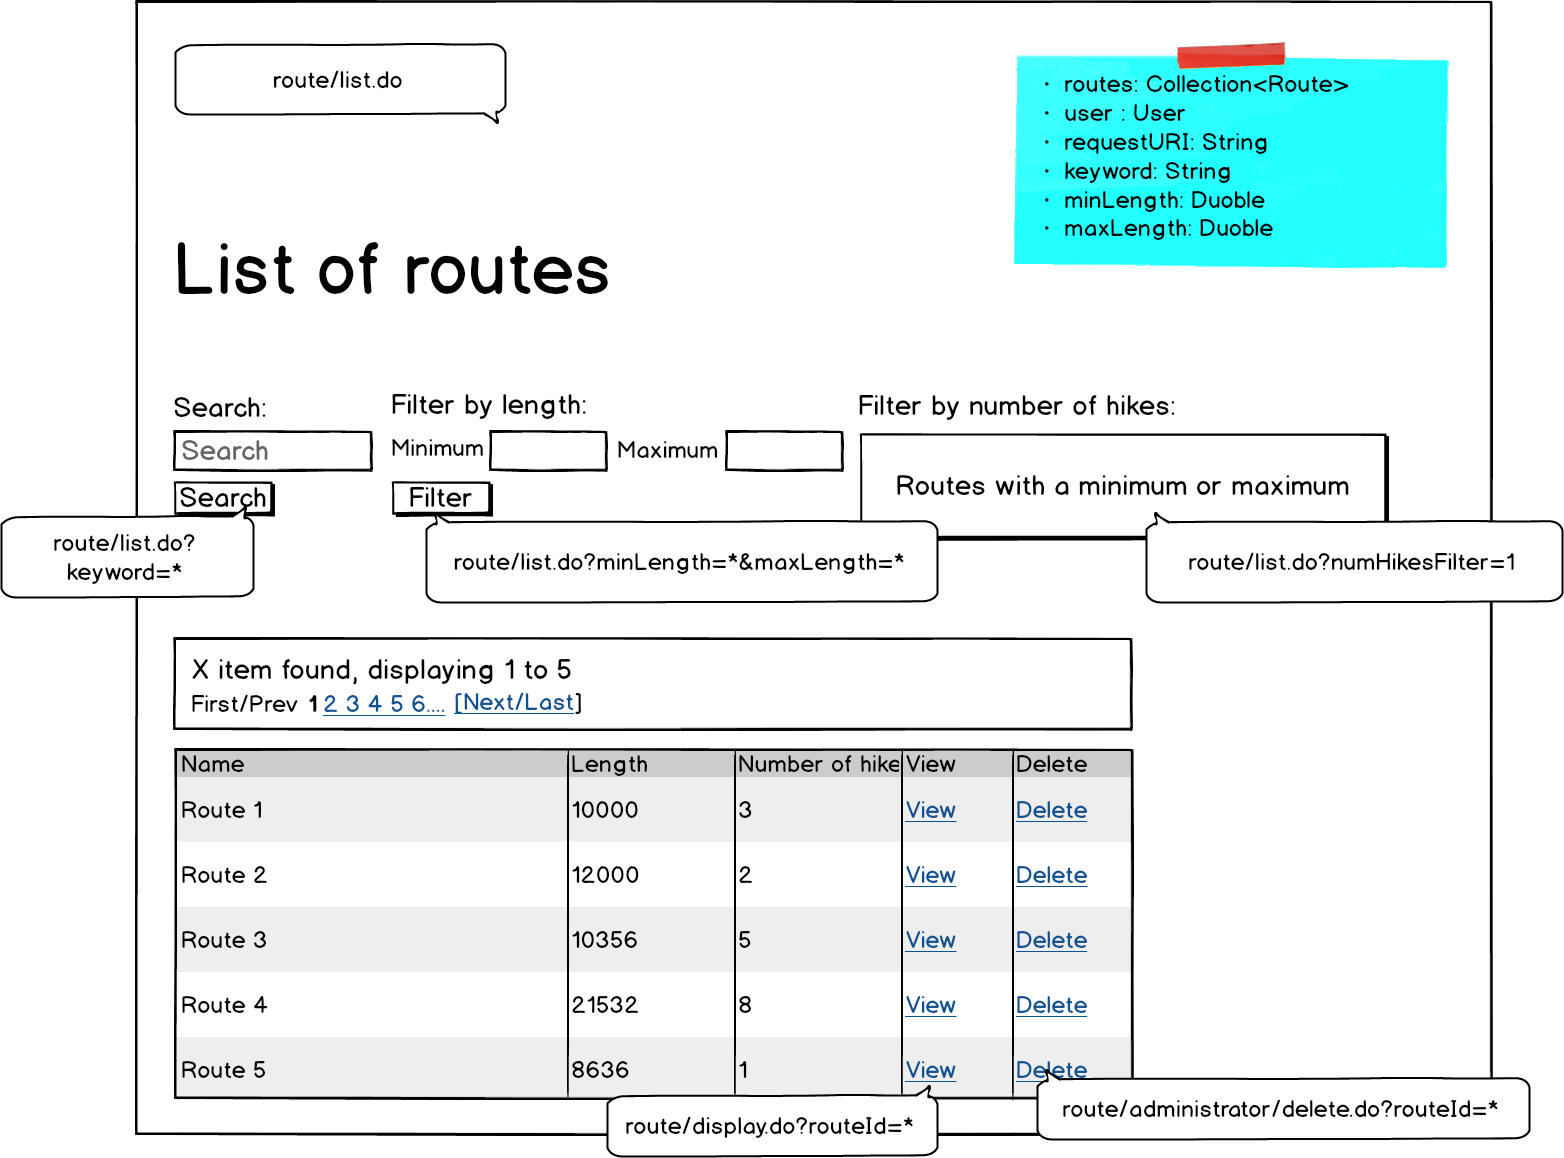 route/list.do
· routes: Collection<Route>
· user : User
· requestURI: String
· keyword: String
· minLength: Duoble
· maxLength: Duoble
List of routes
Search:
Filter by length:
Filter by number of hikes:
Search
Minimum
Maximum
Routes with a minimum or maximum
Search
Filter
route/list.do?
keyword=*
route/list.do?minLength=*&maxLength=*
route/list.do?numHikesFilter=1
X item found, displaying 1 to 5
First/Prev 1 2 3 4 5 6.... [Next/Last]
Name Length Number of hike View Delete
Route 1 10000 3 View Delete
Route 2 12000 2 View Delete
Route 3 10356 5 View Delete
Route 4 21532 8 View Delete
Route 5 8636 1 View Delete
route/display.do?routeId=*
route/administrator/delete.do?routeId=*